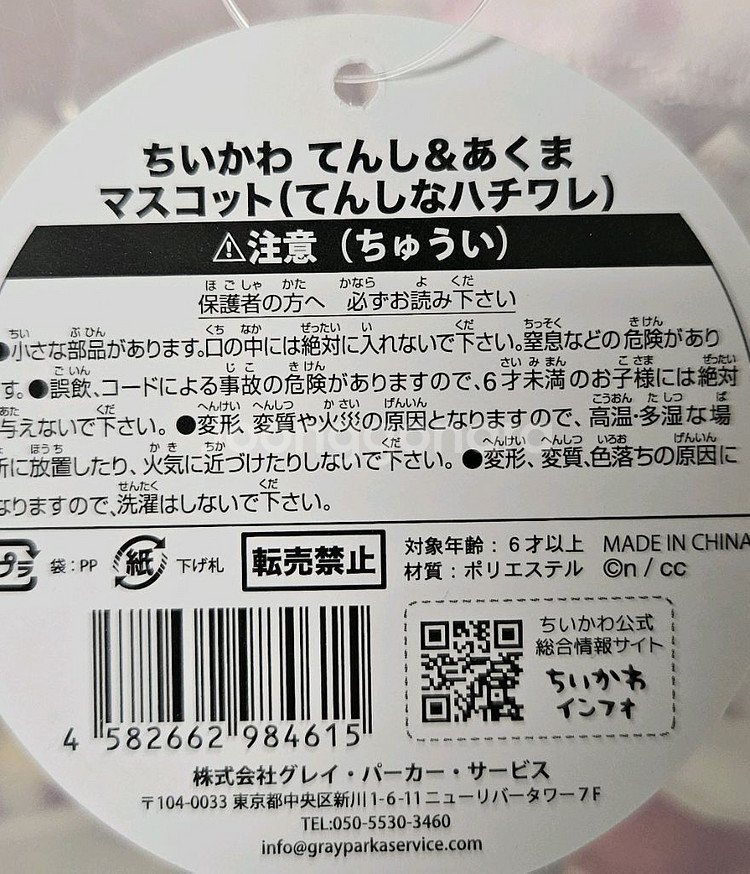 ちいかわ てんし&あくま
マスコット(てんしなハチワレ)
⚠注意 (ちゅうい)
保護者の方へ 必ずお読み下さい
●小さな部品があります。口の中には絶対に入れないで下さい。窒息などの危険があり
す。●誤飲、コードによる事故の危険がありますので、6才未満のお子様には絶対
与えないで下さい。●変形、変質や火災の原因となりますので、高温・多湿な場
所に放置したり、火気に近づけたりしないで下さい。●変形、変質、色落ちの原因に
なりますので、洗濯はしないで下さい。
プラ 袋:PP 紙 下げ札 転売禁止
対象年齢:6才以上 MADE IN CHINA
材質:ポリエステル ©n / cc
ちいかわ公式
総合情報サイト
ちいかわ
インフォ
4 582662 984615
株式会社グレイ・パーカー・サービス
〒104-0033 東京都中央区新川1-6-11ニューリバータワー7F
TEL:050-5530-3460
info@grayparkaservice.com